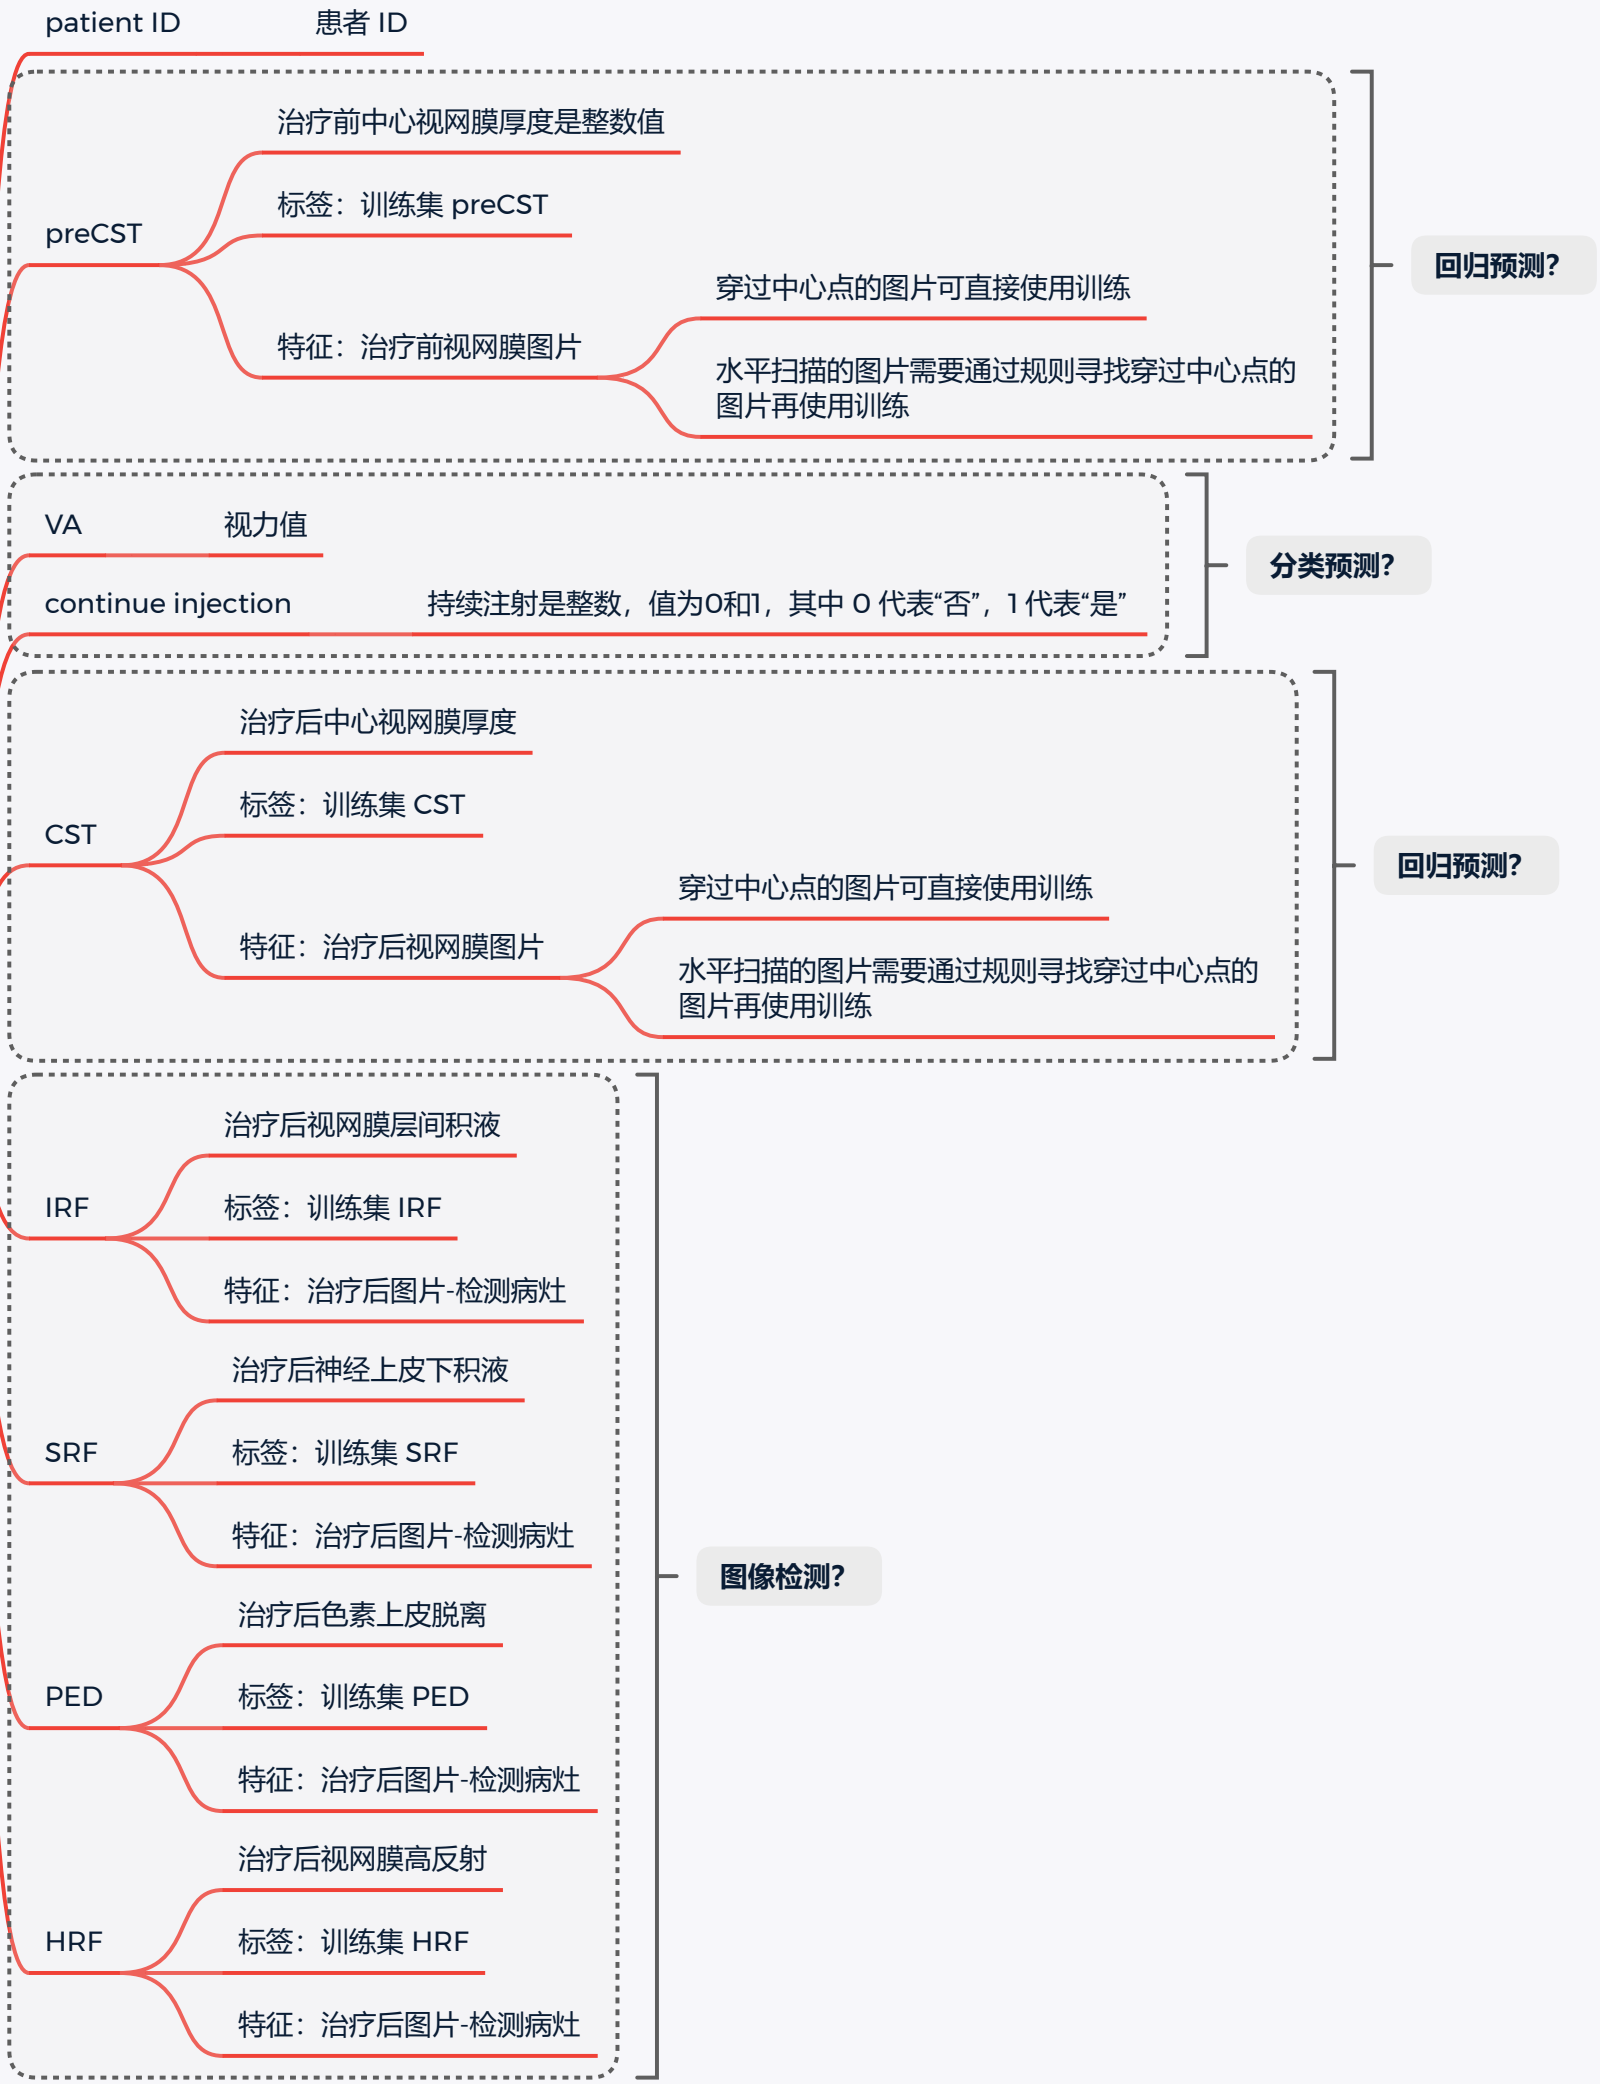 patient ID
患者 ID
preCST
治疗前中心视网膜厚度是整数值
标签：训练集 preCST
特征：治疗前视网膜图片
穿过中心点的图片可直接使用训练
水平扫描的图片需要通过规则寻找穿过中心点的
图片再使用训练
回归预测？
VA
视力值
continue injection
持续注射是整数，值为0和1，其中 0 代表“否”，1 代表“是”
分类预测？
CST
治疗后中心视网膜厚度
标签：训练集 CST
特征：治疗后视网膜图片
穿过中心点的图片可直接使用训练
水平扫描的图片需要通过规则寻找穿过中心点的
图片再使用训练
回归预测？
IRF
治疗后视网膜层间积液
标签：训练集 IRF
特征：治疗后图片-检测病灶
SRF
治疗后神经上皮下积液
标签：训练集 SRF
特征：治疗后图片-检测病灶
PED
治疗后色素上皮脱离
标签：训练集 PED
特征：治疗后图片-检测病灶
HRF
治疗后视网膜高反射
标签：训练集 HRF
特征：治疗后图片-检测病灶
图像检测？